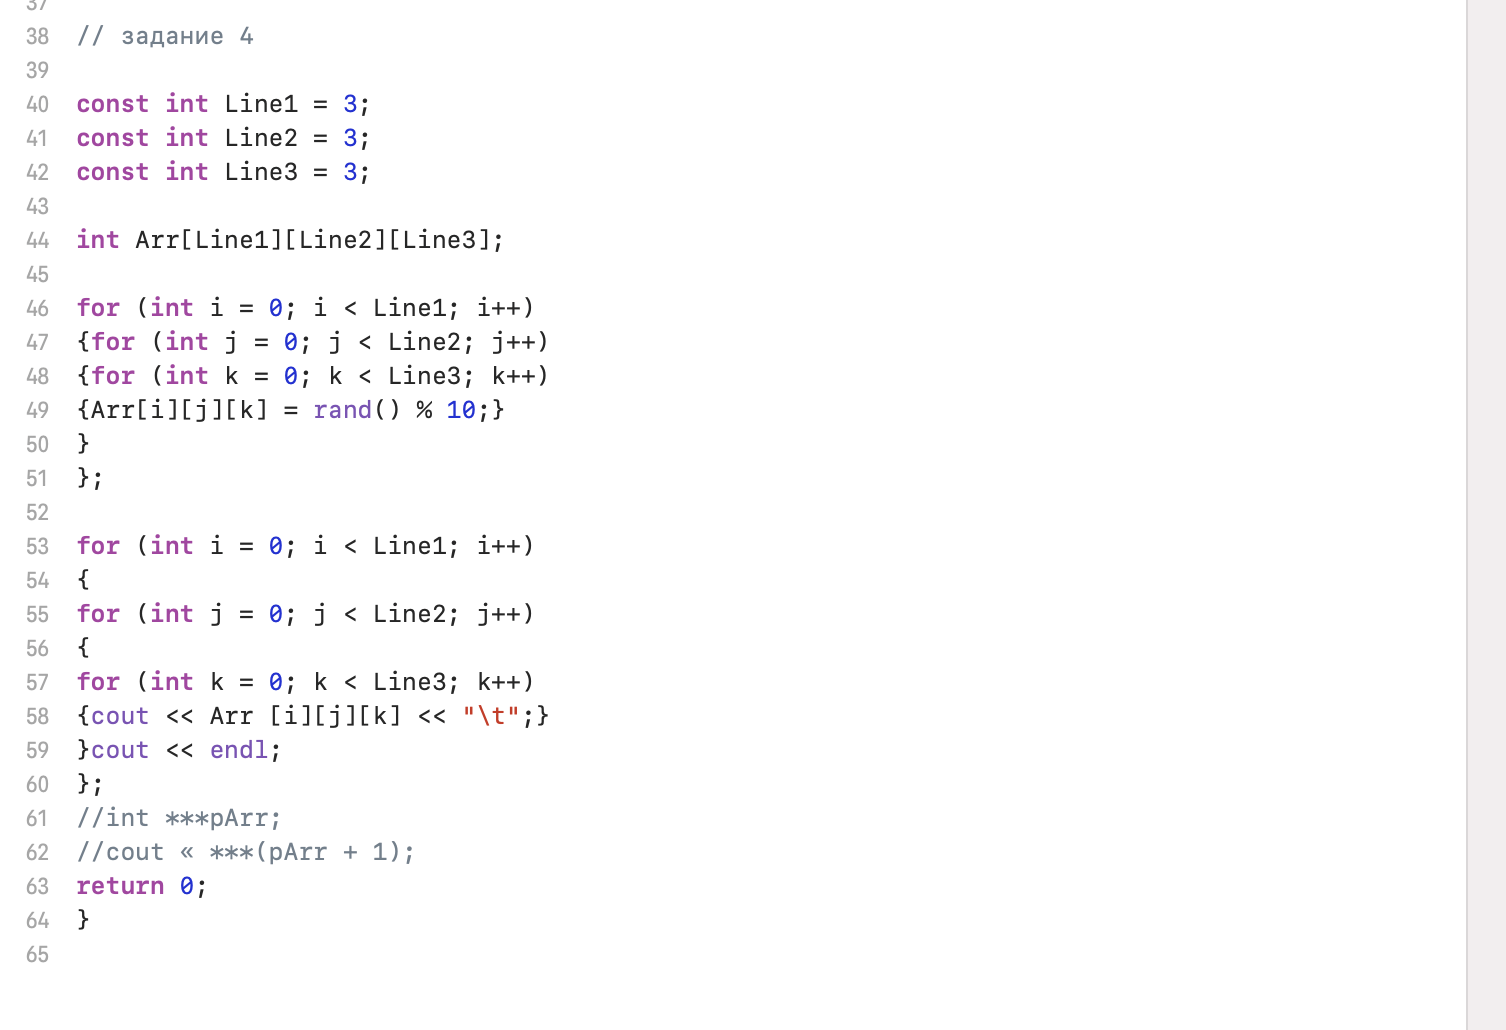 37
38 // задание 4
39
40 const int Line1 = 3;
41 const int Line2 = 3;
42 const int Line3 = 3;
43
44 int Arr[Line1][Line2][Line3];
45
46 for (int i = 0; i < Line1; i++)
47 {for (int j = 0; j < Line2; j++)
48 {for (int k = 0; k < Line3; k++)
49 {Arr[i][j][k] = rand() % 10;}
50 }
51 };
52
53 for (int i = 0; i < Line1; i++)
54 {
55 for (int j = 0; j < Line2; j++)
56 {
57 for (int k = 0; k < Line3; k++)
58 {cout << Arr [i][j][k] << "\t";}
59 }cout << endl;
60 };
61 //int ***pArr;
62 //cout « ***(pArr + 1);
63 return 0;
64 }
65